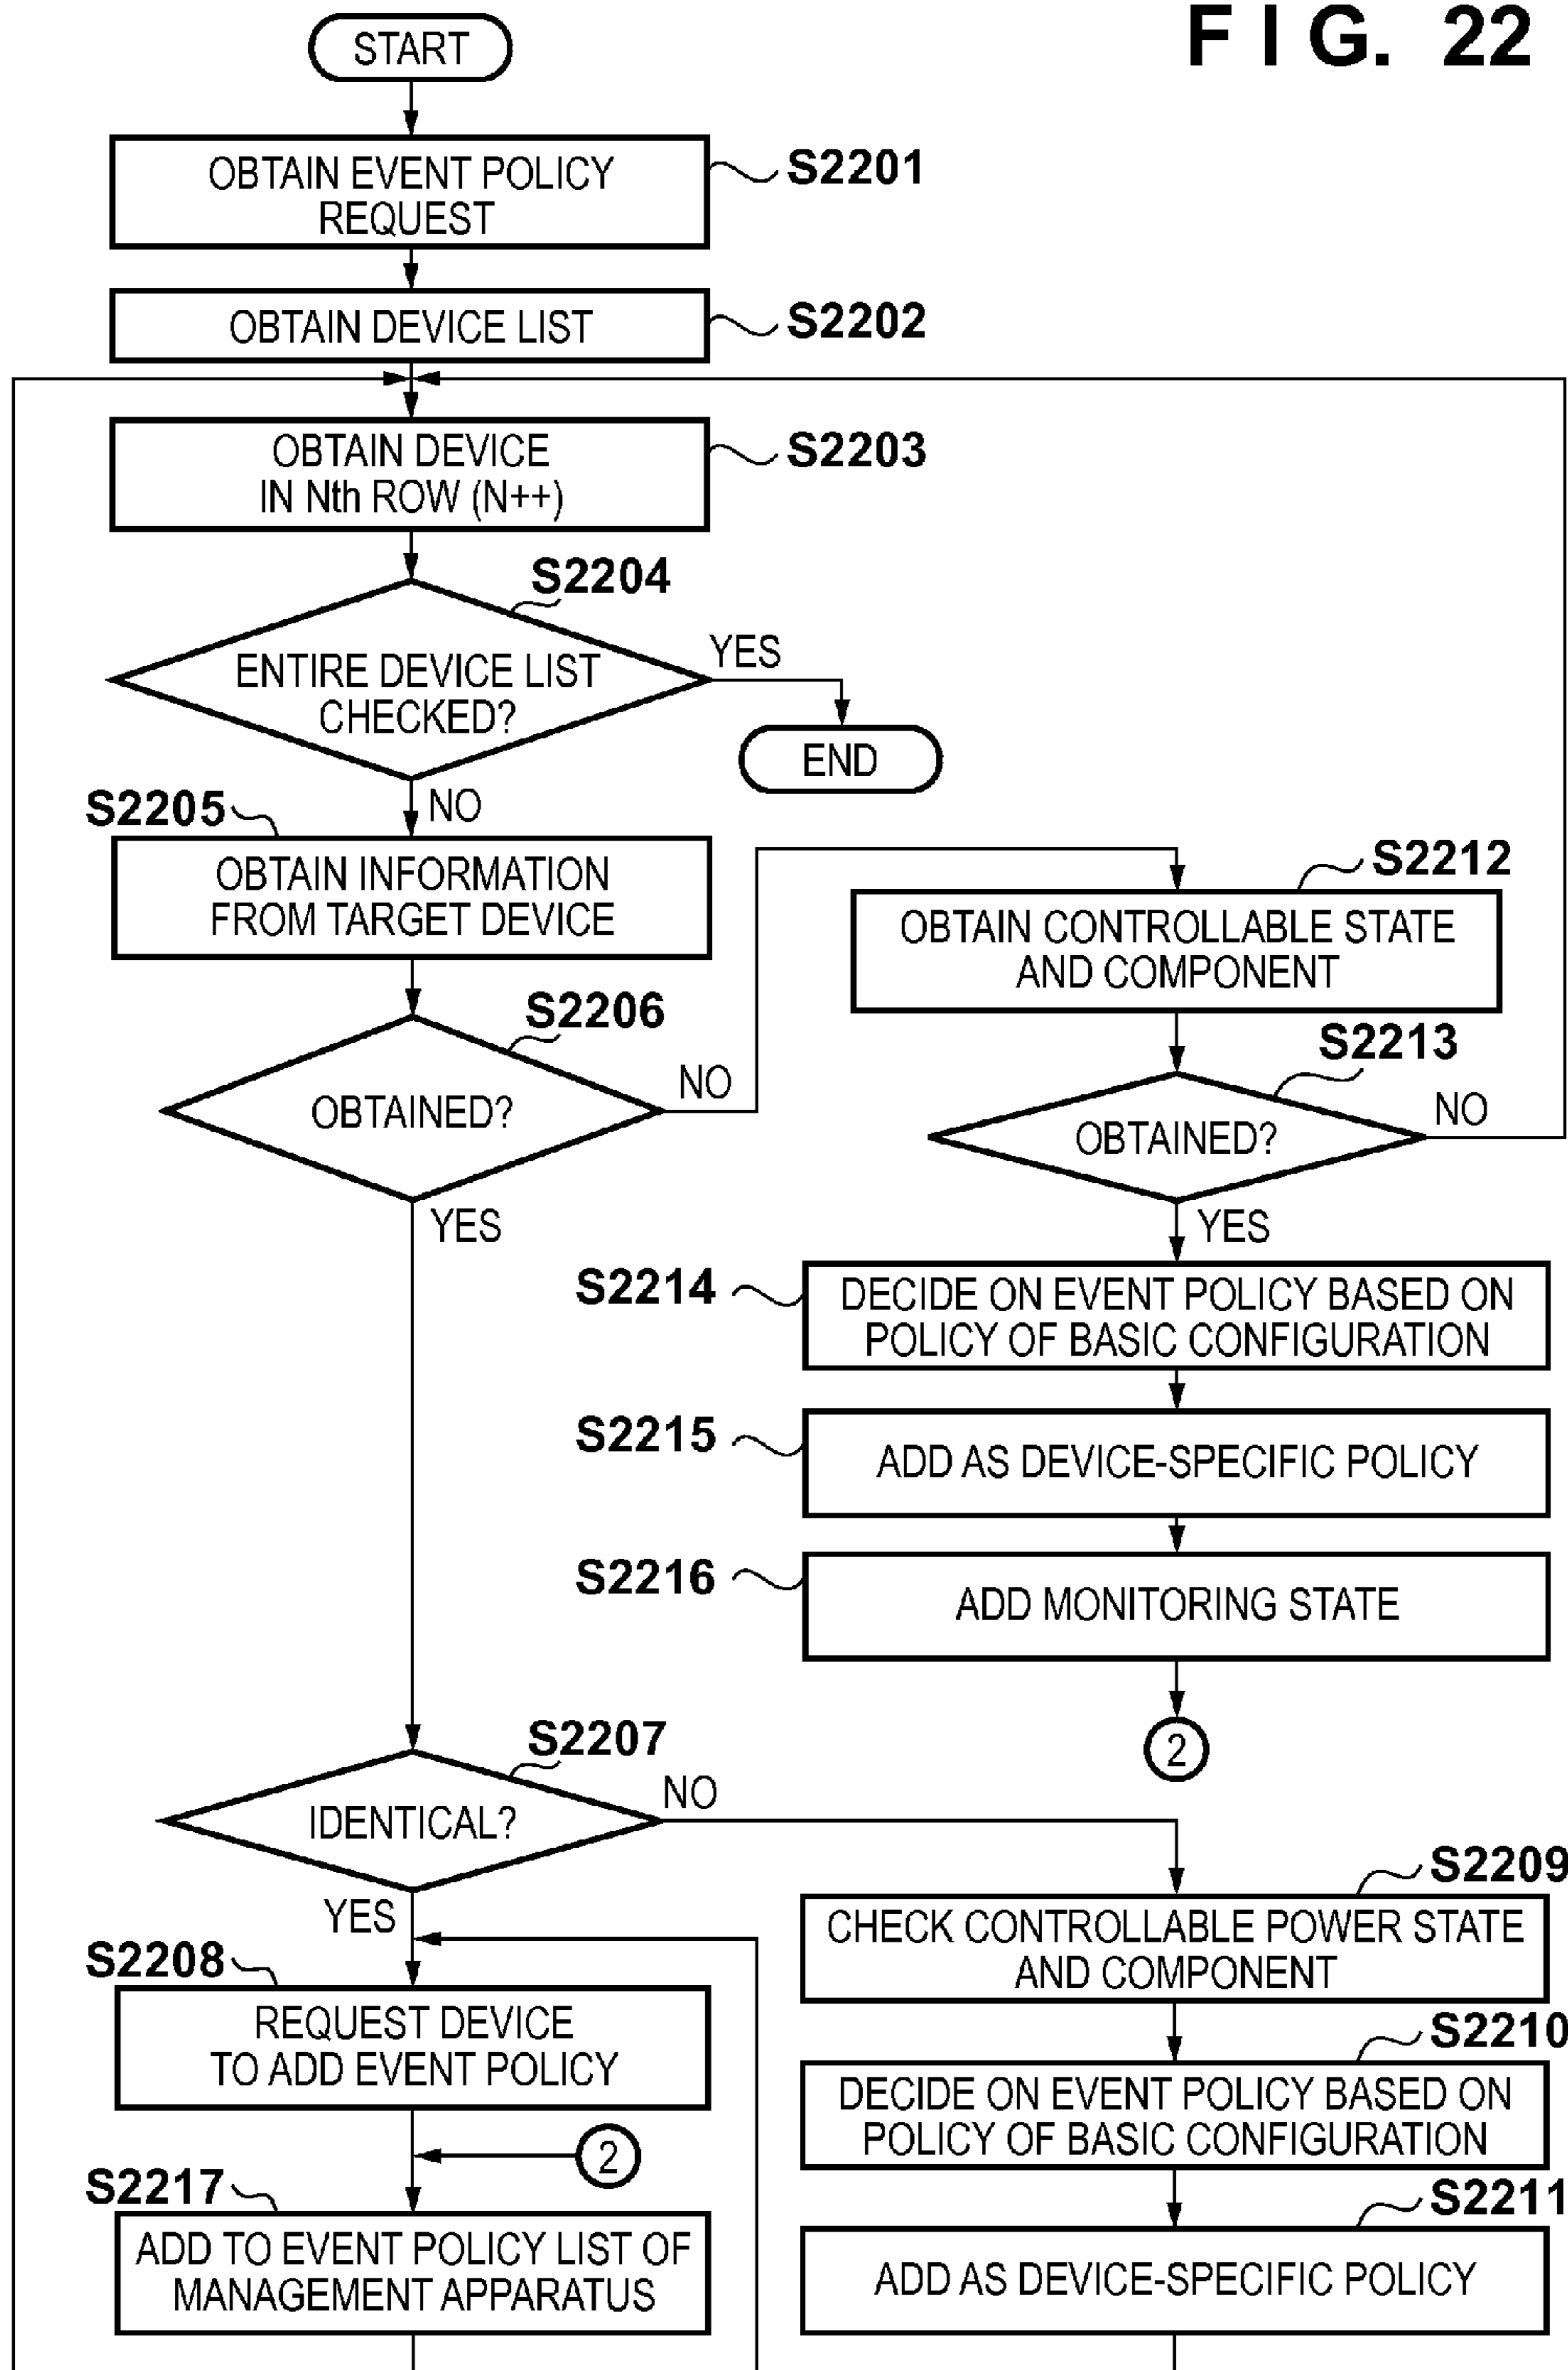 F I G. 22
START
OBTAIN EVENT POLICY
REQUEST
S2201
OBTAIN DEVICE LIST
S2202
OBTAIN DEVICE
IN Nth ROW (N++)
S2203
S2204
ENTIRE DEVICE LIST
CHECKED?
YES
END
NO
S2205
OBTAIN INFORMATION
FROM TARGET DEVICE
S2206
OBTAINED?
NO
YES
S2212
OBTAIN CONTROLLABLE STATE
AND COMPONENT
S2213
OBTAINED?
NO
YES
S2214
DECIDE ON EVENT POLICY BASED ON
POLICY OF BASIC CONFIGURATION
S2215
ADD AS DEVICE-SPECIFIC POLICY
S2216
ADD MONITORING STATE
2
S2207
IDENTICAL?
NO
YES
S2208
REQUEST DEVICE
TO ADD EVENT POLICY
2
S2217
ADD TO EVENT POLICY LIST OF
MANAGEMENT APPARATUS
S2209
CHECK CONTROLLABLE POWER STATE
AND COMPONENT
S2210
DECIDE ON EVENT POLICY BASED ON
POLICY OF BASIC CONFIGURATION
S2211
ADD AS DEVICE-SPECIFIC POLICY